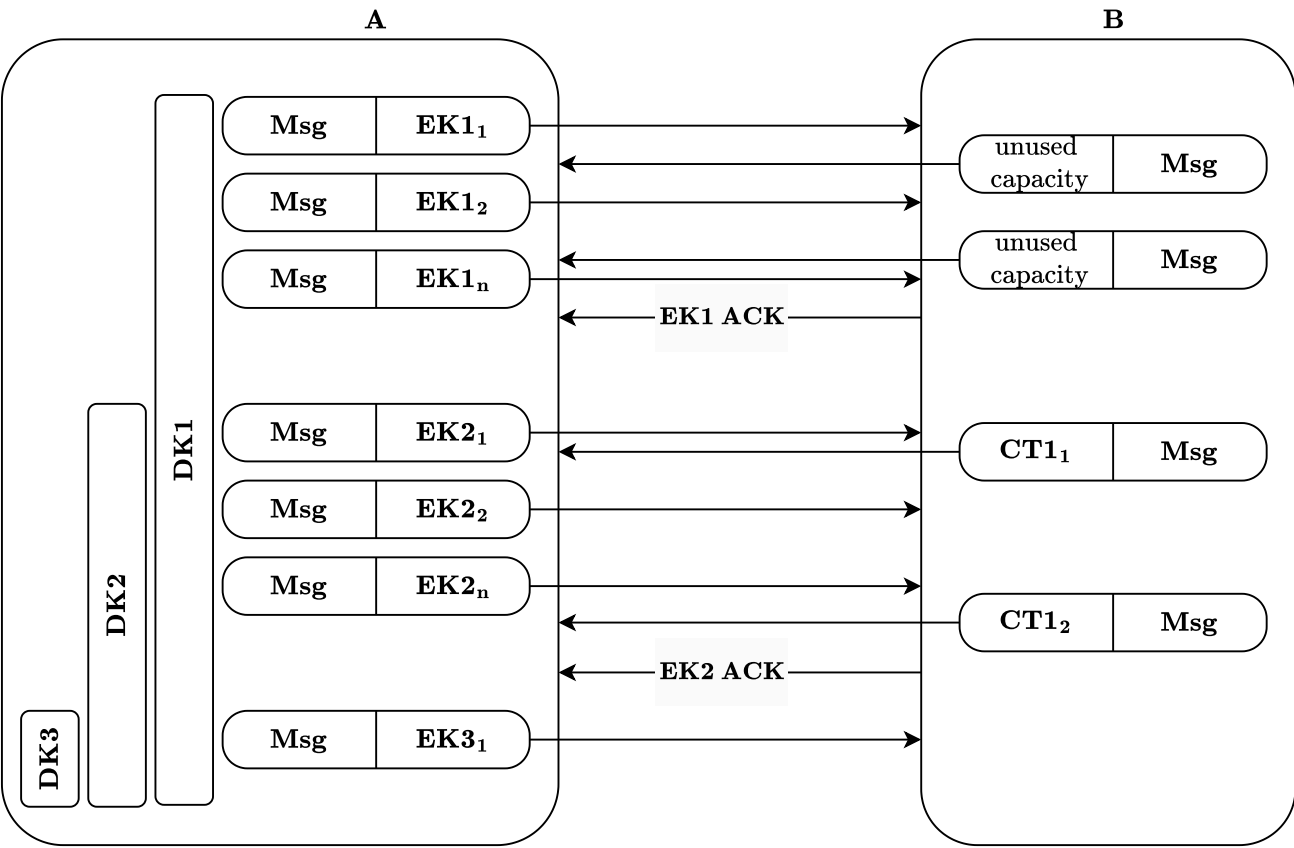 A
B
Msg EK1₁
unused
capacity
Msg
Msg EK1₂
unused
capacity
Msg
Msg EK1ₙ
EK1 ACK
DK1
Msg EK2₁
CT1₁ Msg
Msg EK2₂
DK2
Msg EK2ₙ
CT1₂ Msg
EK2 ACK
DK3
Msg EK3₁